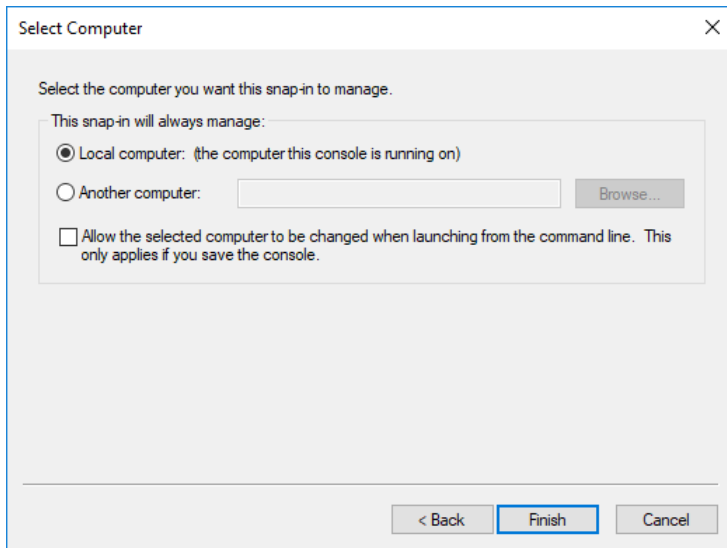 Select Computer
Select the computer you want this snap-in to manage.
This snap-in will always manage:
Local computer: (the computer this console is running on)
Another computer:
Browse...
Allow the selected computer to be changed when launching from the command line. This
only applies if you save the console.
< Back
Finish
Cancel